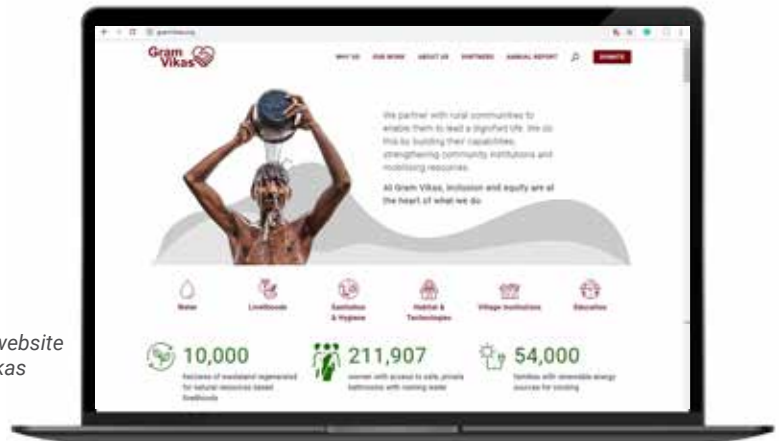 gramvikas.org
Gram
Vikas
WHY US OUR WORK ABOUT US PARTNERS ANNUAL REPORT DONATE
We partner with rural communities to
enable them to lead a dignified life. We do
this by building their capabilities,
strengthening community institutions and
mobilising resources.
At Gram Vikas, inclusion and equity are at
the heart of what we do.
Water
Livelihoods
Sanitation
& Hygiene
Habitat &
Technologies
Village Institutions
Education
website
kas
10,000
hectares of wasteland regenerated
for natural resources based
livelihoods
211,907
women with access to safe, private
bathrooms with running water
54,000
families with renewable energy
sources for cooking